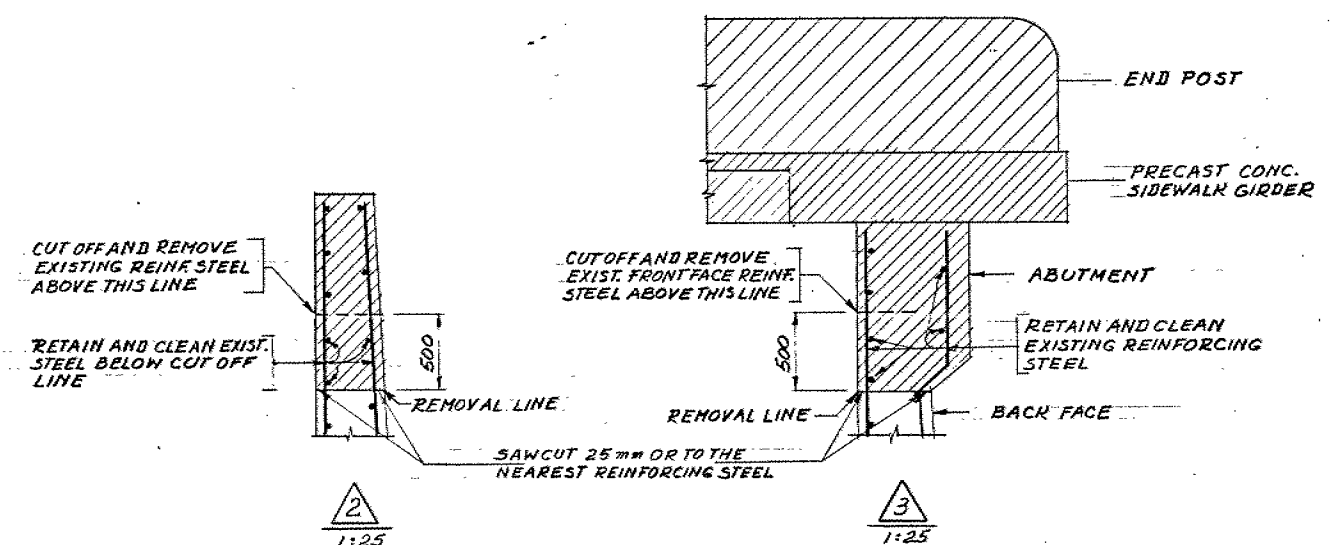 END POST
PRECAST CONC.
SIDEWALK GIRDER
CUT OFF AND REMOVE
EXISTING REINF. STEEL
ABOVE THIS LINE
CUT OFF AND REMOVE
EXIST. FRONT FACE REINF.
STEEL ABOVE THIS LINE
ABUTMENT
500
RETAIN AND CLEAN EXIST.
STEEL BELOW CUT OFF
LINE
500
RETAIN AND CLEAN
EXISTING REINFORCING
STEEL
REMOVAL LINE
REMOVAL LINE
BACK FACE
SAWCUT 25 mm OR TO THE
NEAREST REINFORCING STEEL
2
1:25
3
1:25